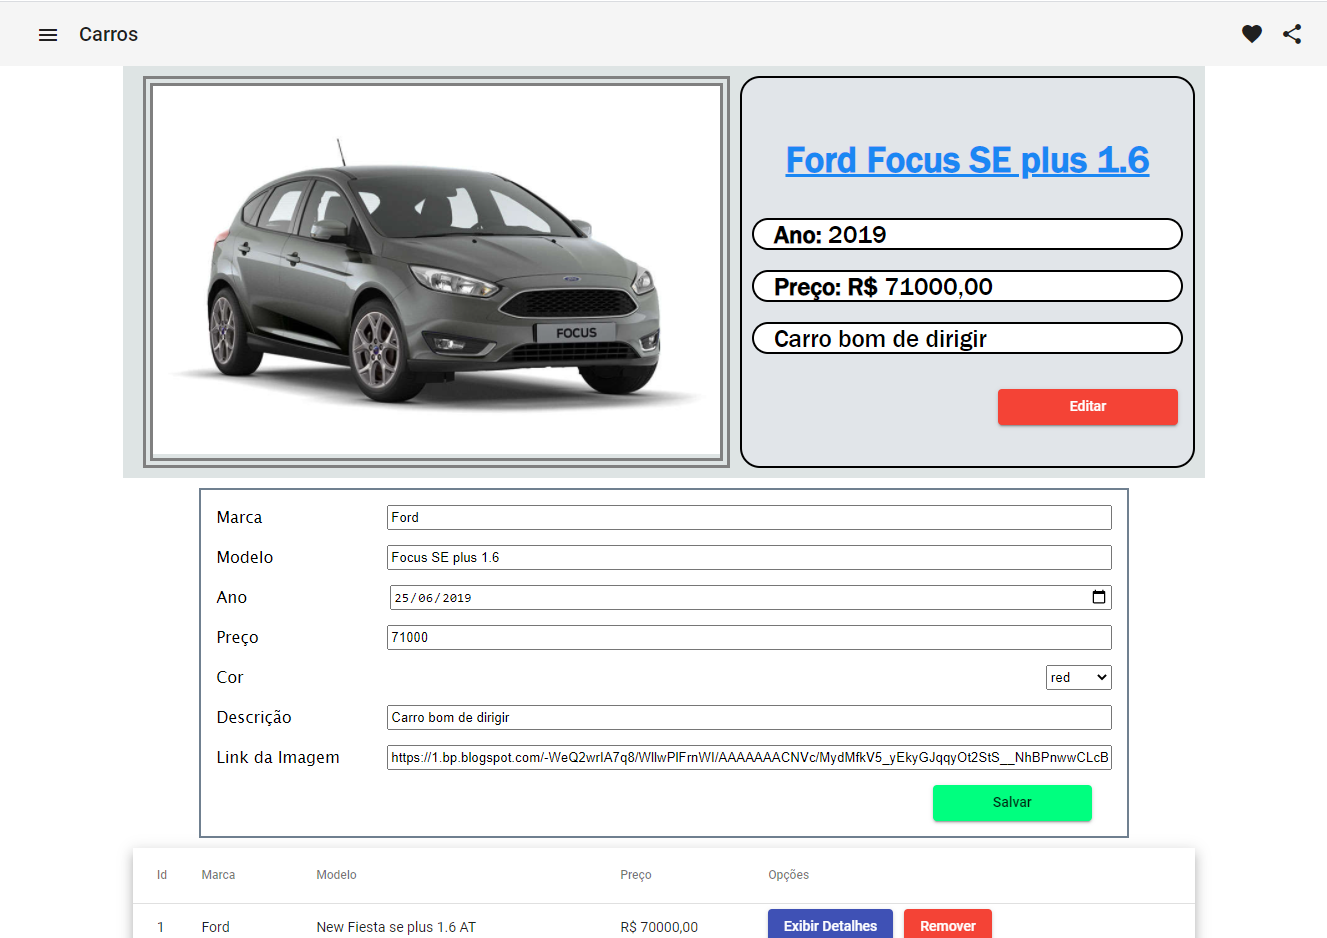 Carros
FOCUS
Ford Focus SE plus 1.6
Ano: 2019
Preço: R$ 71000,00
Carro bom de dirigir
Editar
Marca Ford
Modelo Focus SE plus 1.6
Ano 25/06/2019
Preço 71000
Cor red
Descrição Carro bom de dirigir
Link da Imagem https://1.bp.blogspot.com/-WeQ2wrIA7q8/WllwPlFrnWI/AAAAAAACNVc/MydMfkV5_yEkyGJqqyOt2StS__NhBPnwwCLcB
Salvar
Id Marca Modelo Preço Opções
1 Ford New Fiesta se plus 1.6 AT R$ 70000,00 Exibir Detalhes Remover